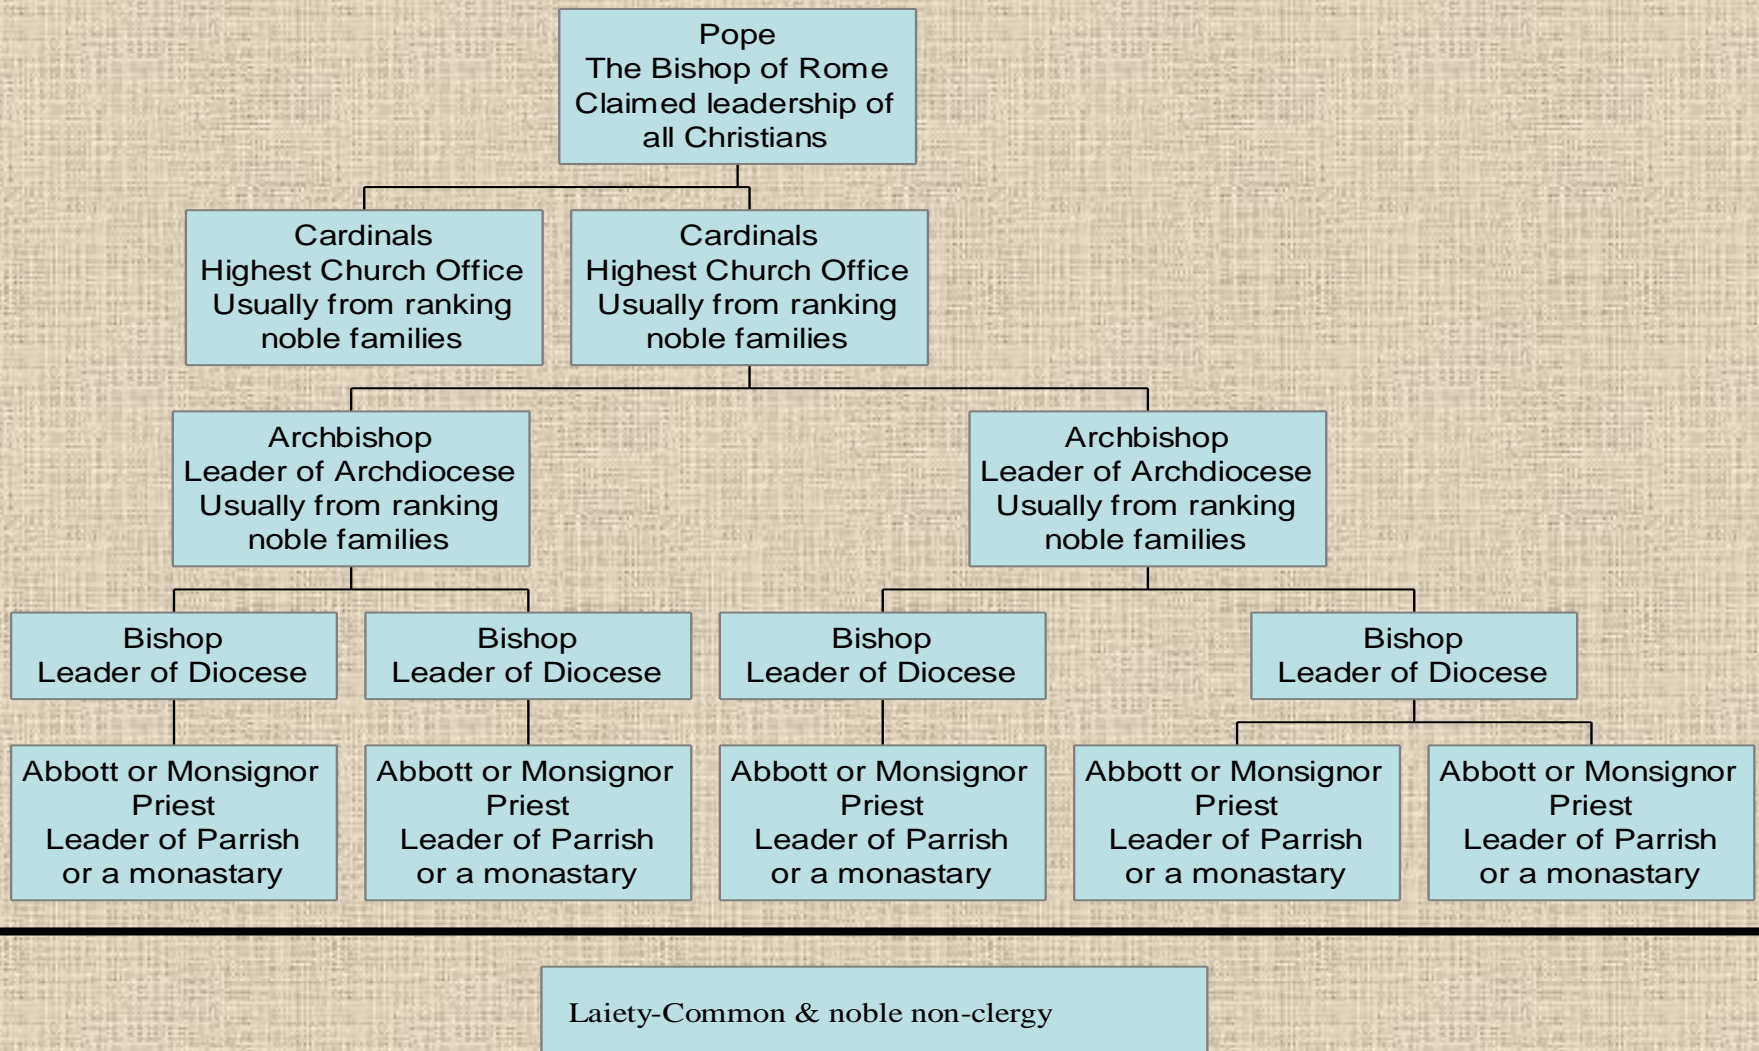 Pope
The Bishop of Rome
Claimed leadership of
all Christians
Cardinals
Highest Church Office
Usually from ranking
noble families
Cardinals
Highest Church Office
Usually from ranking
noble families
Archbishop
Leader of Archdiocese
Usually from ranking
noble families
Archbishop
Leader of Archdiocese
Usually from ranking
noble families
Bishop
Leader of Diocese
Bishop
Leader of Diocese
Bishop
Leader of Diocese
Bishop
Leader of Diocese
Abbott or Monsignor
Priest
Leader of Parrish
or a monastary
Abbott or Monsignor
Priest
Leader of Parrish
or a monastary
Abbott or Monsignor
Priest
Leader of Parrish
or a monastary
Abbott or Monsignor
Priest
Leader of Parrish
or a monastary
Abbott or Monsignor
Priest
Leader of Parrish
or a monastary
Laiety-Common & noble non-clergy